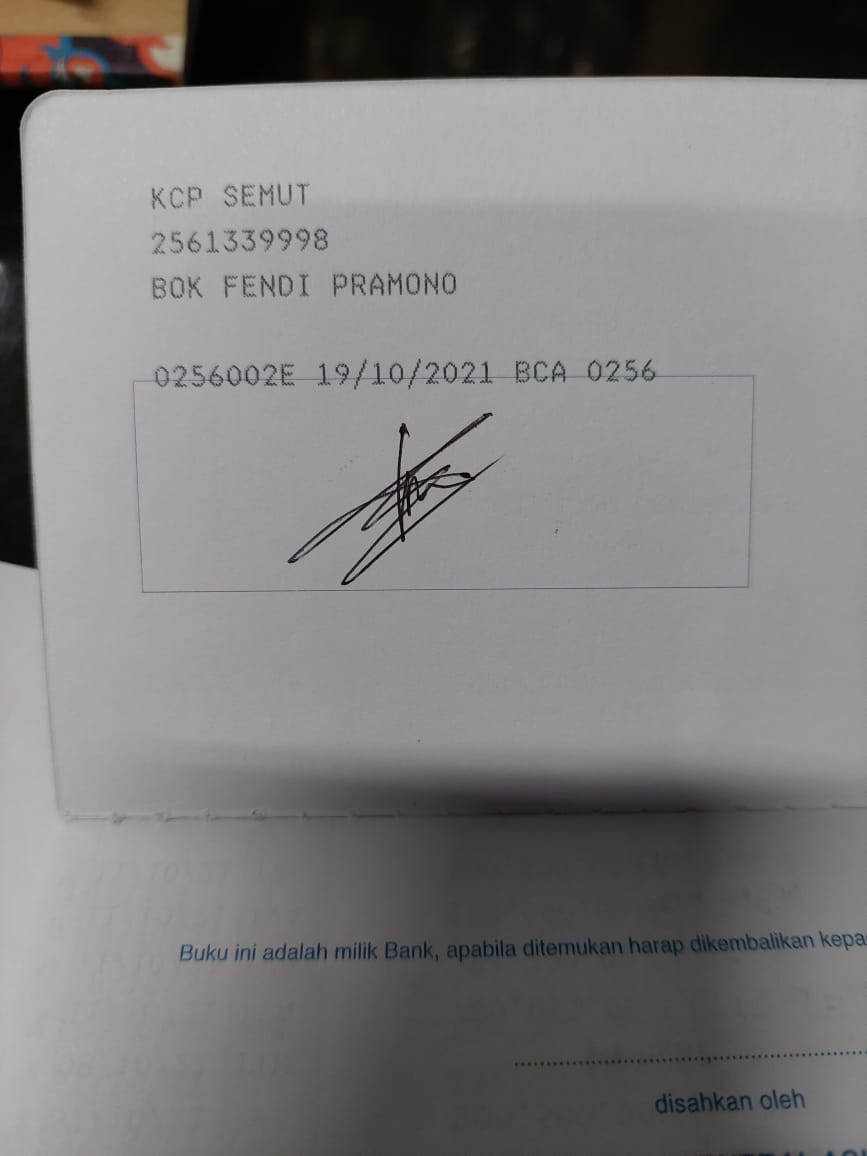 KCP SEMUT
2561339998
BOK FENDI PRAMONO
0256002E 19/10/2021 BCA 0256
Buku ini adalah milik Bank, apabila ditemukan harap dikembalikan
disahkan oleh